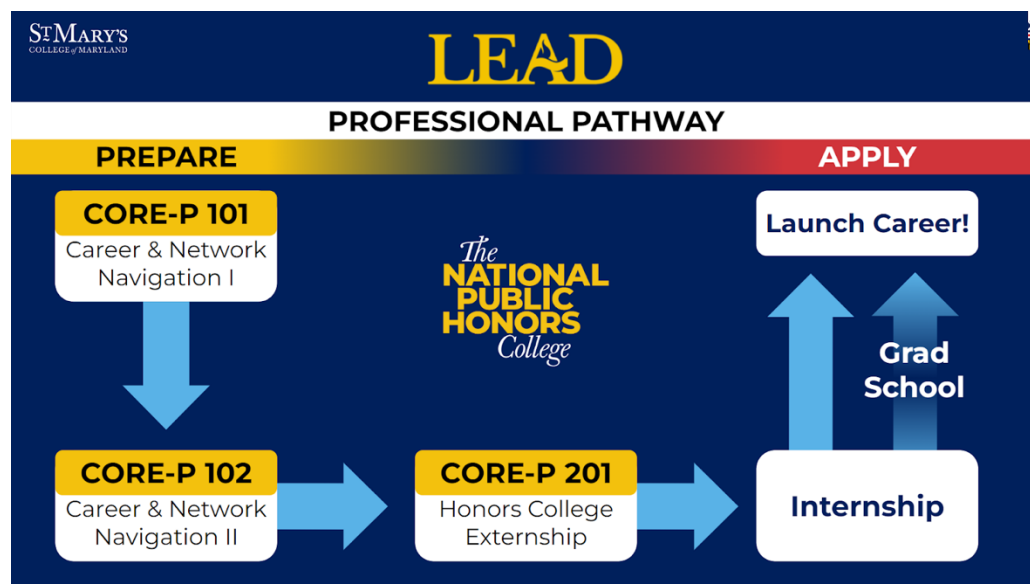 ST MARY'S
COLLEGE of MARYLAND
LEAD
PROFESSIONAL PATHWAY
PREPARE
APPLY
CORE-P 101
Career & Network
Navigation I
The
NATIONAL
PUBLIC
HONORS
College
Launch Career!
Grad
School
CORE-P 102
Career & Network
Navigation II
CORE-P 201
Honors College
Externship
Internship